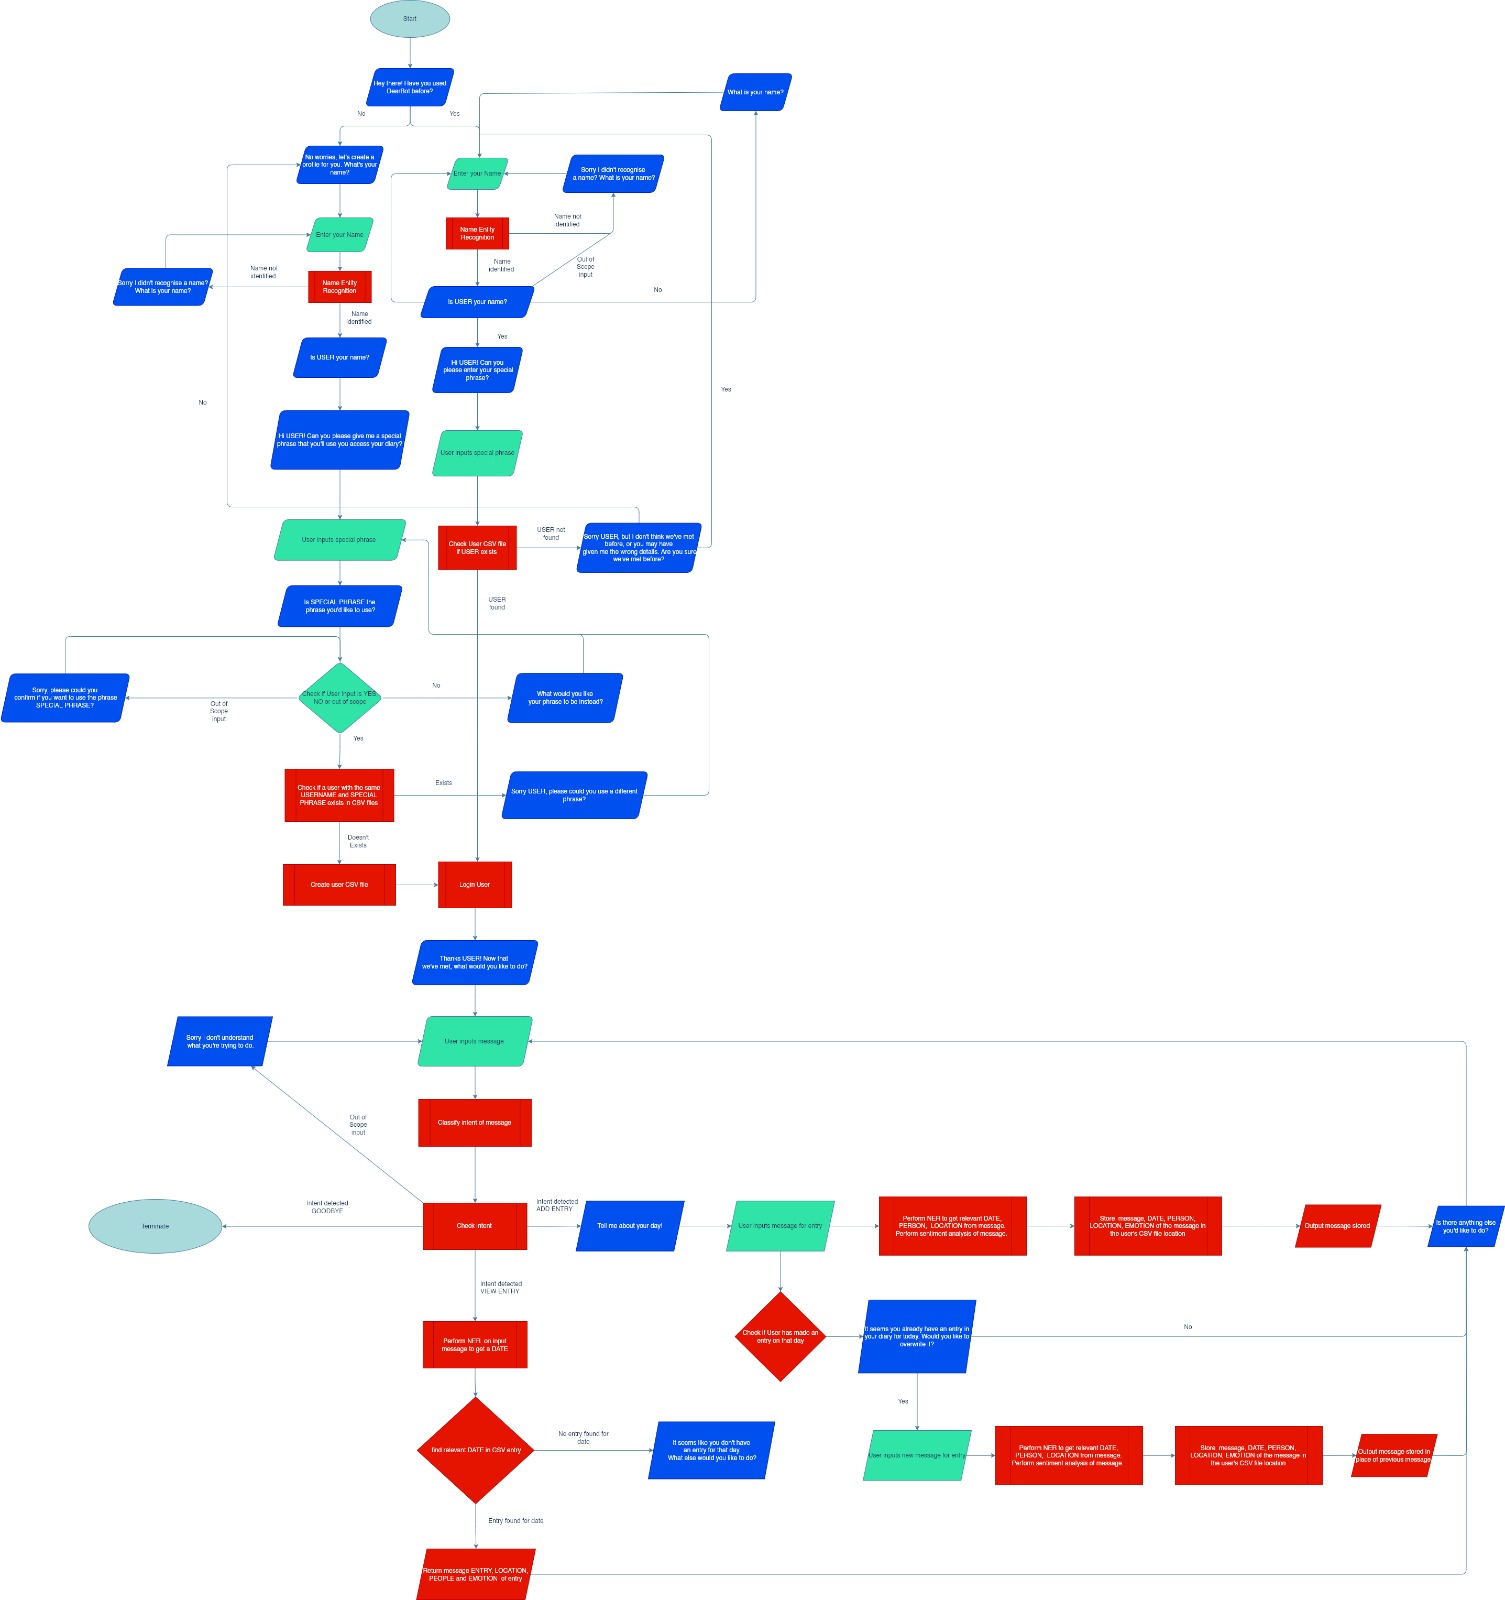 Start
Hey there! Have you used
DearBot before?
No
Yes
What is your name?
No worries, let's create a
profile for you. What's your
name?
Enter your Name
Sorry I didn't recognise
a name? What is your name?
Enter your Name
Name Entity
Recognition
Name not
identified
Name
identified
Out of
Scope
input
Sorry I didn't recognise a name?
What is your name?
Name not
identified
Name Entity
Recognition
Name
identified
Is USER your name?
No
Yes
Is USER your name?
Hi USER! Can you
please enter your special
phrase?
Yes
No
Hi USER! Can you please give me a special
phrase that you'll use you access your diary?
User inputs special phrase
User inputs special phrase
Check User CSV file
if USER exists
USER not
found
Sorry USER, but I don't think we've met
before, or you may have
given me the wrong details. Are you sure
we've met before?
Is SPECIAL PHRASE the
phrase you'd like to use?
USER
found
Sorry, please could you
confirm if you want to use the phrase
SPECIAL PHRASE?
Out of
Scope
input
Check if User input is YES,
NO or out of scope
No
What would you like
your phrase to be instead?
Yes
Check if a user with the same
USERNAME and SPECIAL
PHRASE exists in CSV files
Exists
Sorry USER, please could you use a different
phrase?
Doesn't
Exists
Create user CSV file
Login User
Thanks USER! Now that
we've met, what would you like to do?
Sorry I don't understand
what you're trying to do.
User inputs message
Out of
Scope
input
Classify intent of message
Terminate
Intent detected
GOODBYE
Check intent
Intent detected
ADD ENTRY
Tell me about your day!
User inputs message for entry
Perform NER to get relevant DATE,
PERSON, LOCATION from message.
Perform sentiment analysis of message.
Store message, DATE, PERSON,
LOCATION, EMOTION of the message in
the user's CSV file location
Output message stored
Is there anything else
you'd like to do?
Intent detected
VIEW ENTRY
Perform NER on input
message to get a DATE
Check if User has made an
entry on that day
It seems you already have an entry in
your diary for today. Would you like to
overwrite it?
No
Yes
find relevant DATE in CSV entry
No entry found for
date
It seems like you don't have
an entry for that day
What else would you like to do?
User inputs new message for entry
Perform NER to get relevant DATE,
PERSON, LOCATION from message.
Perform sentiment analysis of message.
Store message, DATE, PERSON,
LOCATION, EMOTION of the message in
the user's CSV file location
Output message stored in
place of previous message
Entry found for date
Return message ENTRY, LOCATION,
PEOPLE and EMOTION of entry